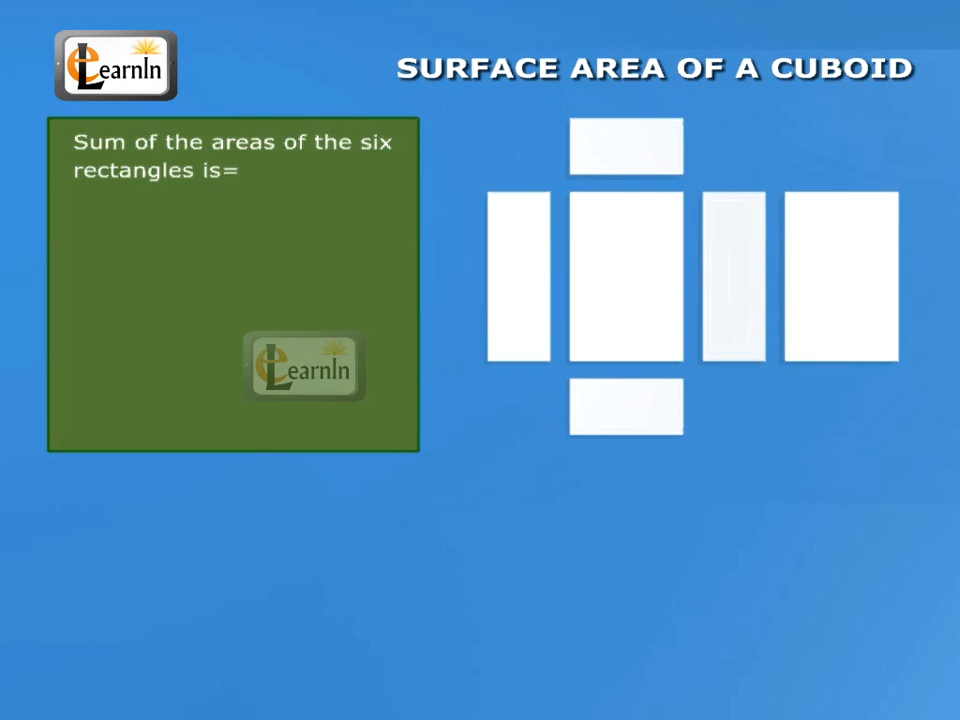 eLearnIn
SURFACE AREA OF A CUBOID
Sum of the areas of the six
rectangles is=
eLearnIn